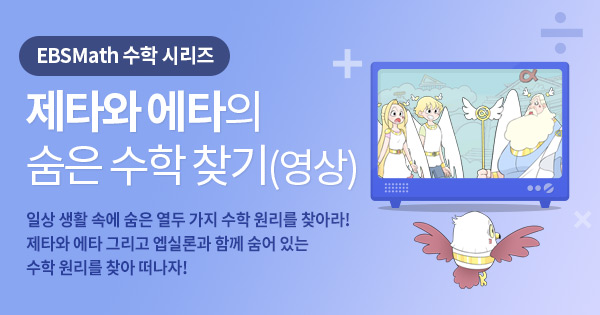 EBSMath 수학 시리즈
제타와 에타의
숨은 수학 찾기(영상)
일상 생활 속에 숨은 열두 가지 수학 원리를 찾아라!
제타와 에타 그리고 엡실론과 함께 숨어 있는
수학 원리를 찾아 떠나자!